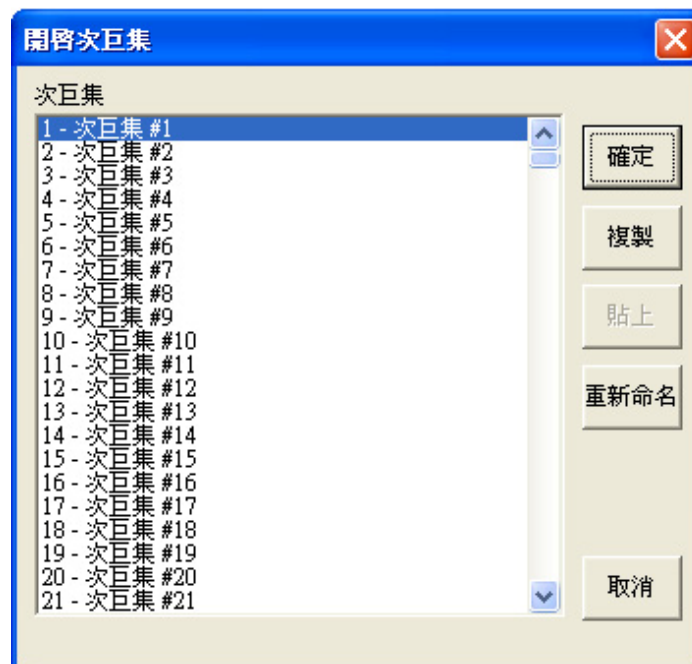 開啓次巨集
次巨集
1 - 次巨集 #1
2 - 次巨集 #2
3 - 次巨集 #3
4 - 次巨集 #4
5 - 次巨集 #5
6 - 次巨集 #6
7 - 次巨集 #7
8 - 次巨集 #8
9 - 次巨集 #9
10 - 次巨集 #10
11 - 次巨集 #11
12 - 次巨集 #12
13 - 次巨集 #13
14 - 次巨集 #14
15 - 次巨集 #15
16 - 次巨集 #16
17 - 次巨集 #17
18 - 次巨集 #18
19 - 次巨集 #19
20 - 次巨集 #20
21 - 次巨集 #21
確定
複製
貼上
重新命名
取消